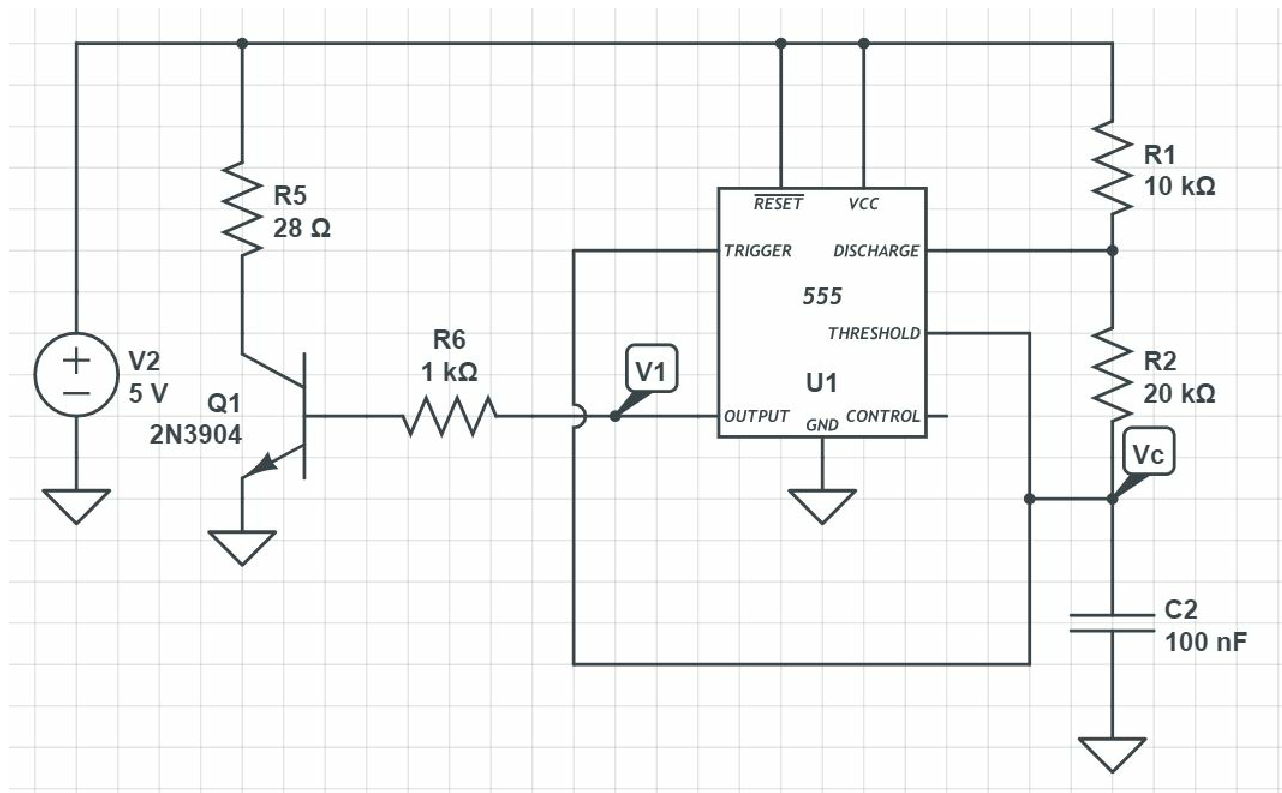 R5
28 Ω
R1
10 kΩ
RESET
VCC
TRIGGER
DISCHARGE
555
THRESHOLD
V2
5 V
R6
1 kΩ
V1
U1
R2
20 kΩ
Q1
2N3904
OUTPUT
GND
CONTROL
Vc
+
−
C2
100 nF